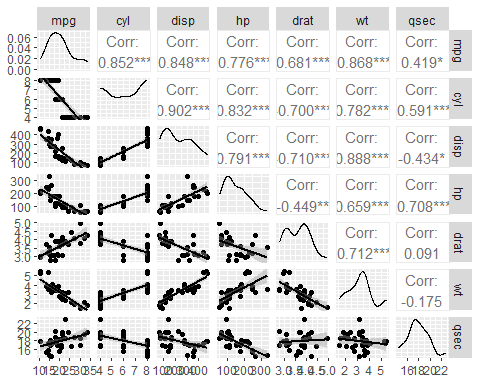 mpg cyl disp hp drat wt qsec
Corr: Corr: Corr: Corr: Corr: Corr:
0.852*** 0.848*** 0.776*** 0.681*** 0.868*** 0.419*
mpg
0.06
0.04
0.02
0.00
Corr: Corr: Corr: Corr: Corr:
0.902*** 0.832*** -0.700*** 0.782*** 0.591***
cyl
8
7
6
5
4
Corr: Corr: Corr: Corr:
0.791*** 0.710*** 0.888*** -0.434*
disp
400
300
200
100
Corr: Corr: Corr:
-0.449** 0.659*** 0.708***
hp
300
200
100
Corr: Corr:
0.712*** 0.091
drat
5.0
4.5
4.0
3.5
3.0
Corr:
-0.175
wt
5
4
3
2
qsec
22
20
18
16
4 5 6 7 8 100 200 300 2 3 4 5 16 18 20 22